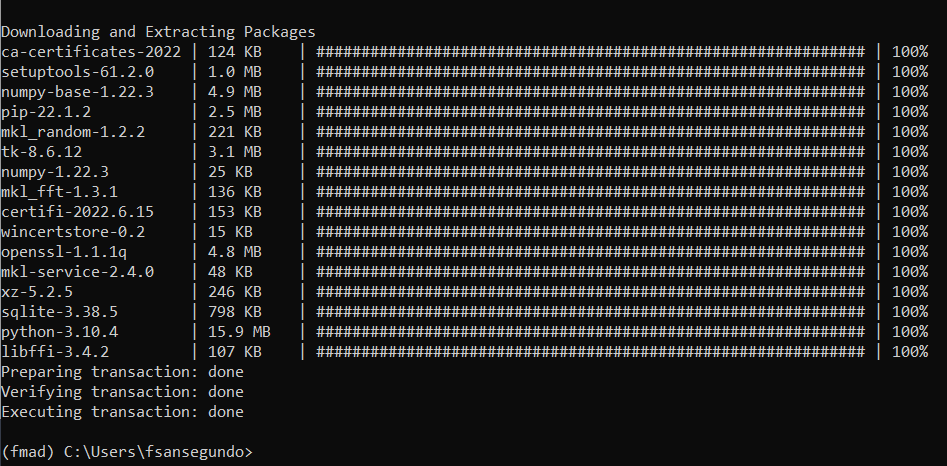 Downloading and Extracting Packages
ca-certificates-2022 | 124 KB    | ############################################################# | 100%
setuptools-61.2.0    | 1.0 MB    | ############################################################# | 100%
numpy-base-1.22.3    | 4.9 MB    | ############################################################# | 100%
pip-22.1.2           | 2.5 MB    | ############################################################# | 100%
mkl_random-1.2.2     | 221 KB    | ############################################################# | 100%
tk-8.6.12            | 3.1 MB    | ############################################################# | 100%
numpy-1.22.3         | 25 KB     | ############################################################# | 100%
mkl_fft-1.3.1        | 136 KB    | ############################################################# | 100%
certifi-2022.6.15    | 153 KB    | ############################################################# | 100%
wincertstore-0.2     | 15 KB     | ############################################################# | 100%
openssl-1.1.1q       | 4.8 MB    | ############################################################# | 100%
mkl-service-2.4.0    | 48 KB     | ############################################################# | 100%
xz-5.2.5             | 246 KB    | ############################################################# | 100%
sqlite-3.38.5        | 798 KB    | ############################################################# | 100%
python-3.10.4        | 15.9 MB   | ############################################################# | 100%
libffi-3.4.2         | 107 KB    | ############################################################# | 100%
Preparing transaction: done
Verifying transaction: done
Executing transaction: done
(fmad) C:\Users\fsansegundo>